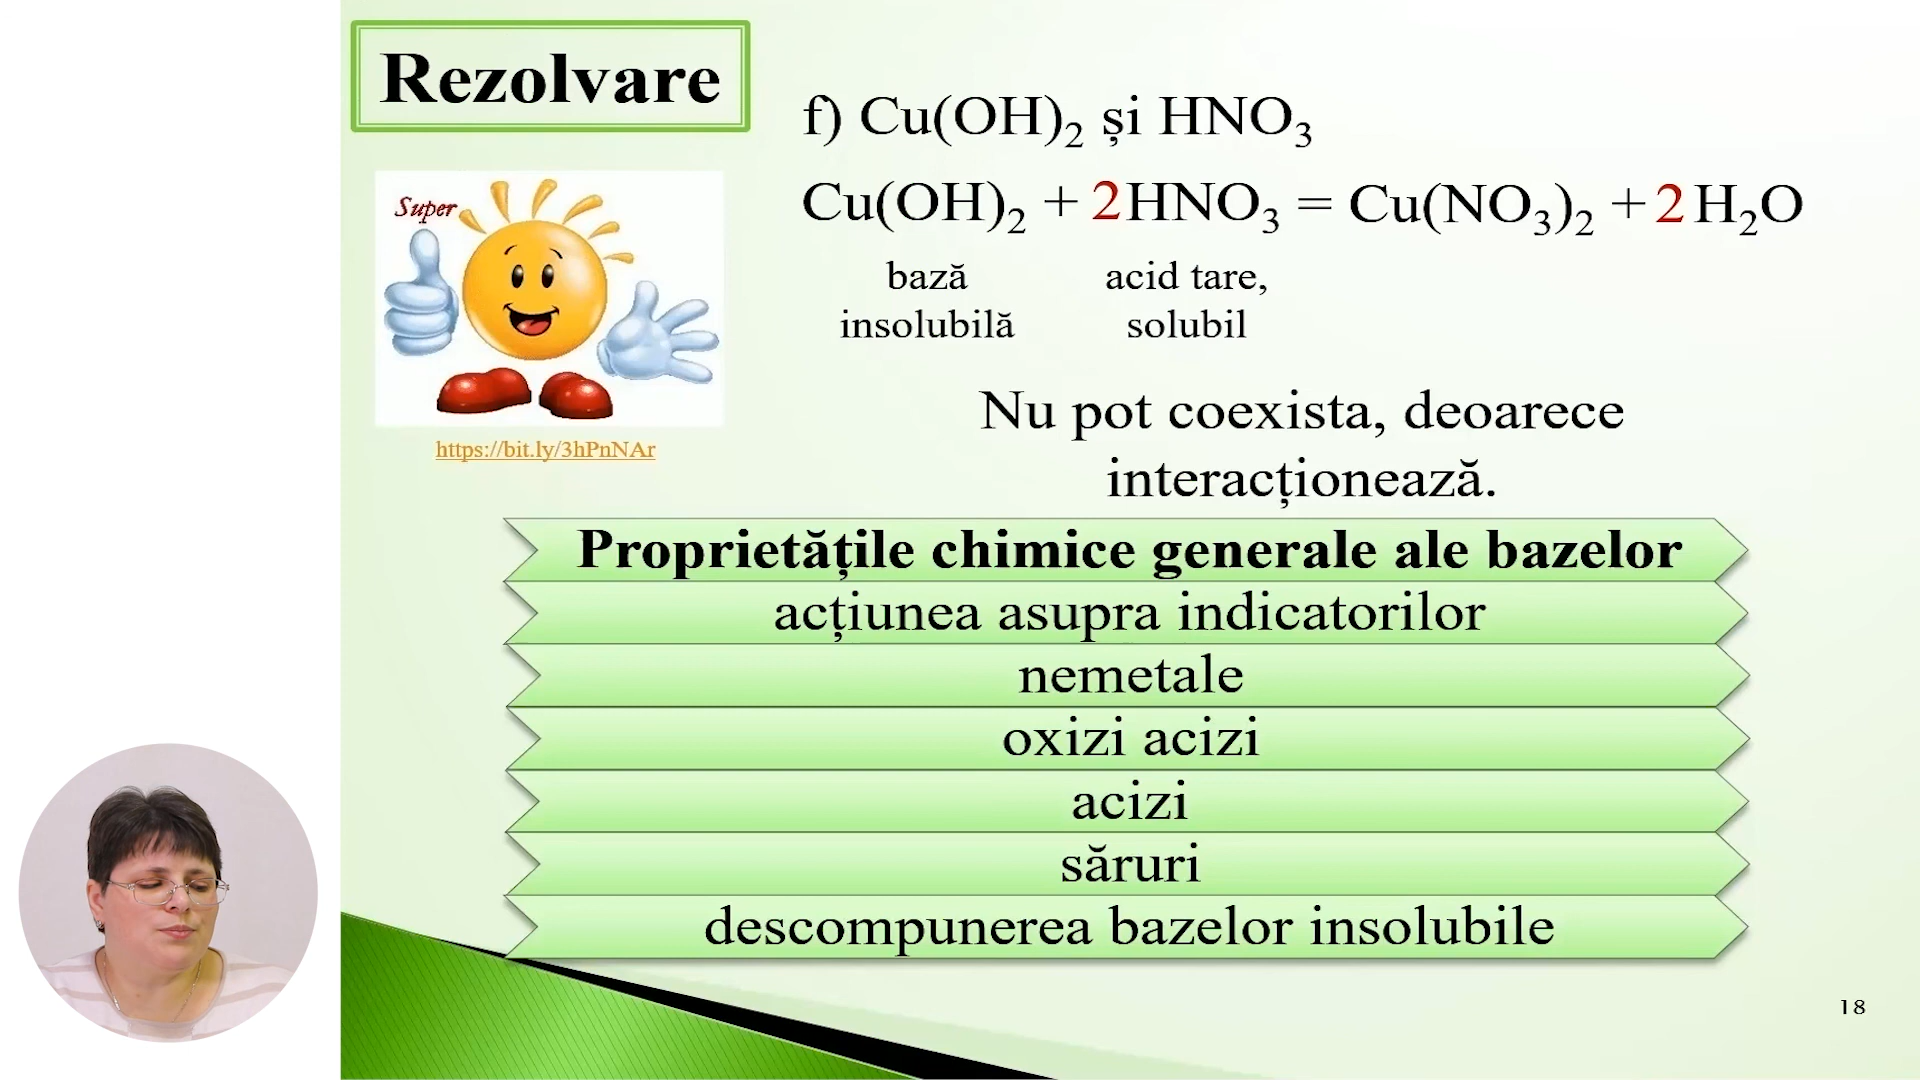 Rezolvare
f) Cu(OH)₂ și HNO₃
Cu(OH)₂ + 2HNO₃ = Cu(NO₃)₂ + 2 H₂O
bază acid tare,
insolubilă solubil
Super
https://bit.ly/3hPnNAr
Nu pot coexista, deoarece
interacționează.
Proprietățile chimice generale ale bazelor
acțiunea asupra indicatorilor
nemetale
oxizi acizi
acizi
săruri
descompunerea bazelor insolubile
18